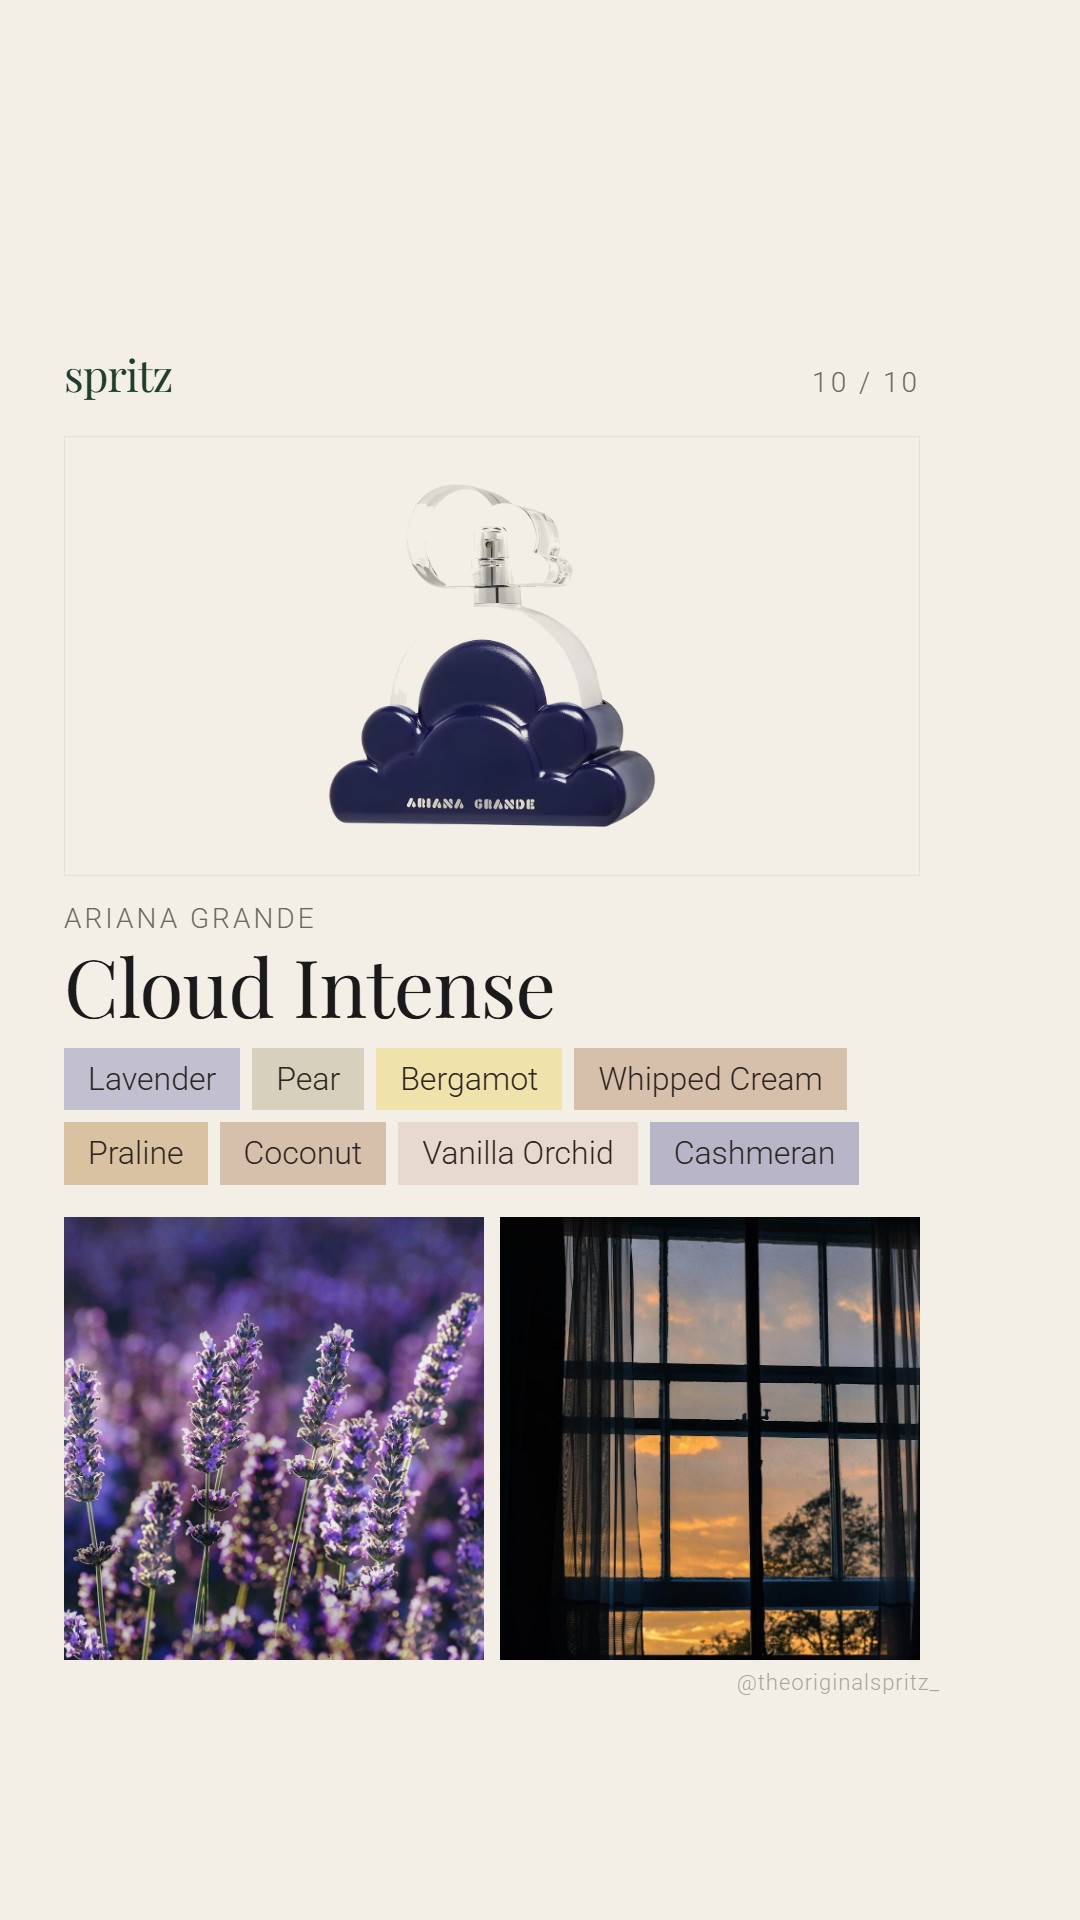 spritz
10 / 10
ARIANA GRANDE
ARIANA GRANDE
Cloud Intense
Lavender Pear Bergamot Whipped Cream
Praline Coconut Vanilla Orchid Cashmeran
@theoriginalspritz_